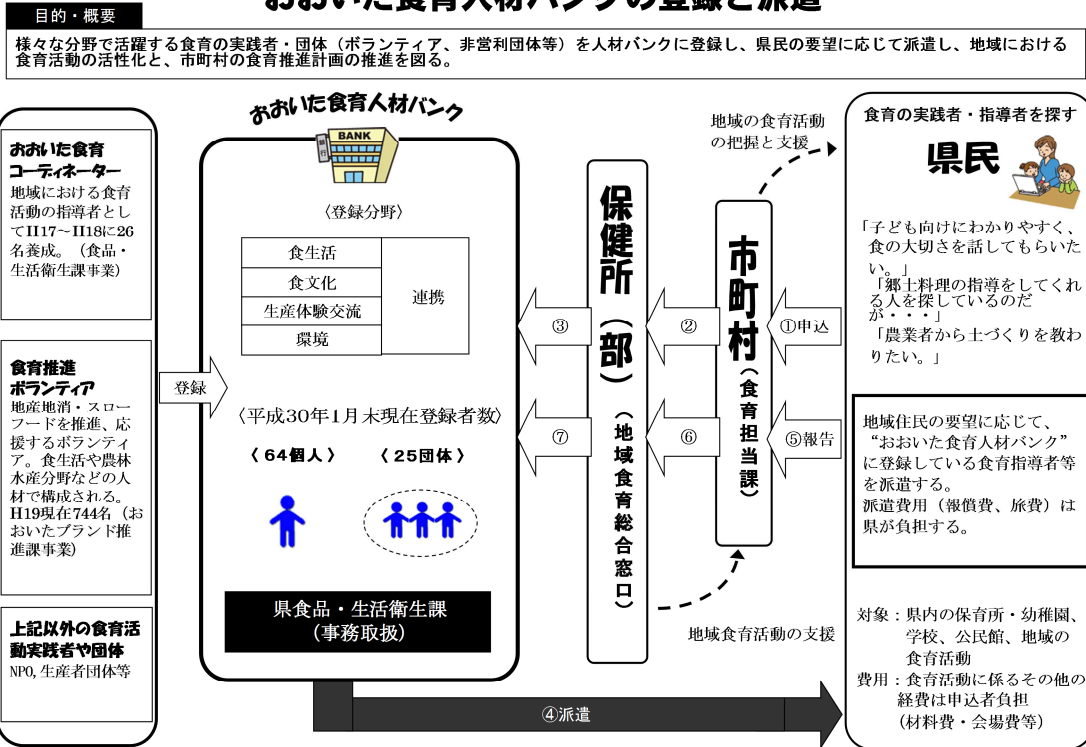 おおいた食育人材バンクの登録と派遣
目的・概要
様々な分野で活躍する食育の実践者・団体（ボランティア、非営利団体等）を人材バンクに登録し、県民の要望に応じて派遣し、地域における
食育活動の活性化と、市町村の食育推進計画の推進を図る。
おおいた食育
コーディネーター
地域における食育
活動の指導者とし
てH17～H18に26
名養成。（食品・
生活衛生課事業）
食育推進
ボランティア
地産地消・スロー
フードを推進、応
援するボランティ
ア。食生活や農林
水産分野などの人
材で構成される。
H19現在744名（お
おいたブランド推
進課事業）
上記以外の食育活
動実践者や団体
NPO,生産者団体等
登録
おおいた食育人材バンク
BANK
銀行
〈登録分野〉
食生活
食文化
生産体験交流
環境
連携
〈平成30年1月末現在登録者数〉
〈 64個人 〉
〈 25団体 〉
県食品・生活衛生課
（事務取扱）
③
⑦
保健所（部）（地域食育総合窓口）
②
⑥
市町村（食育担当課）
①申込
⑤報告
地域の食育活動
の把握と支援
地域食育活動の支援
④派遣
食育の実践者・指導者を探す
県民
「子ども向けにわかりやすく、
食の大切さを話してもらいた
い。」
「郷土料理の指導をしてくれ
る人を探しているのだ
が・・・」
「農業者から土づくりを教わ
りたい。」
地域住民の要望に応じて、
“おおいた食育人材バンク”
に登録している食育指導者等
を派遣する。
派遣費用（報償費、旅費）は
県が負担する。
対象：県内の保育所・幼稚園、
学校、公民館、地域の
食育活動
費用：食育活動に係るその他の
経費は申込者負担
（材料費・会場費等）